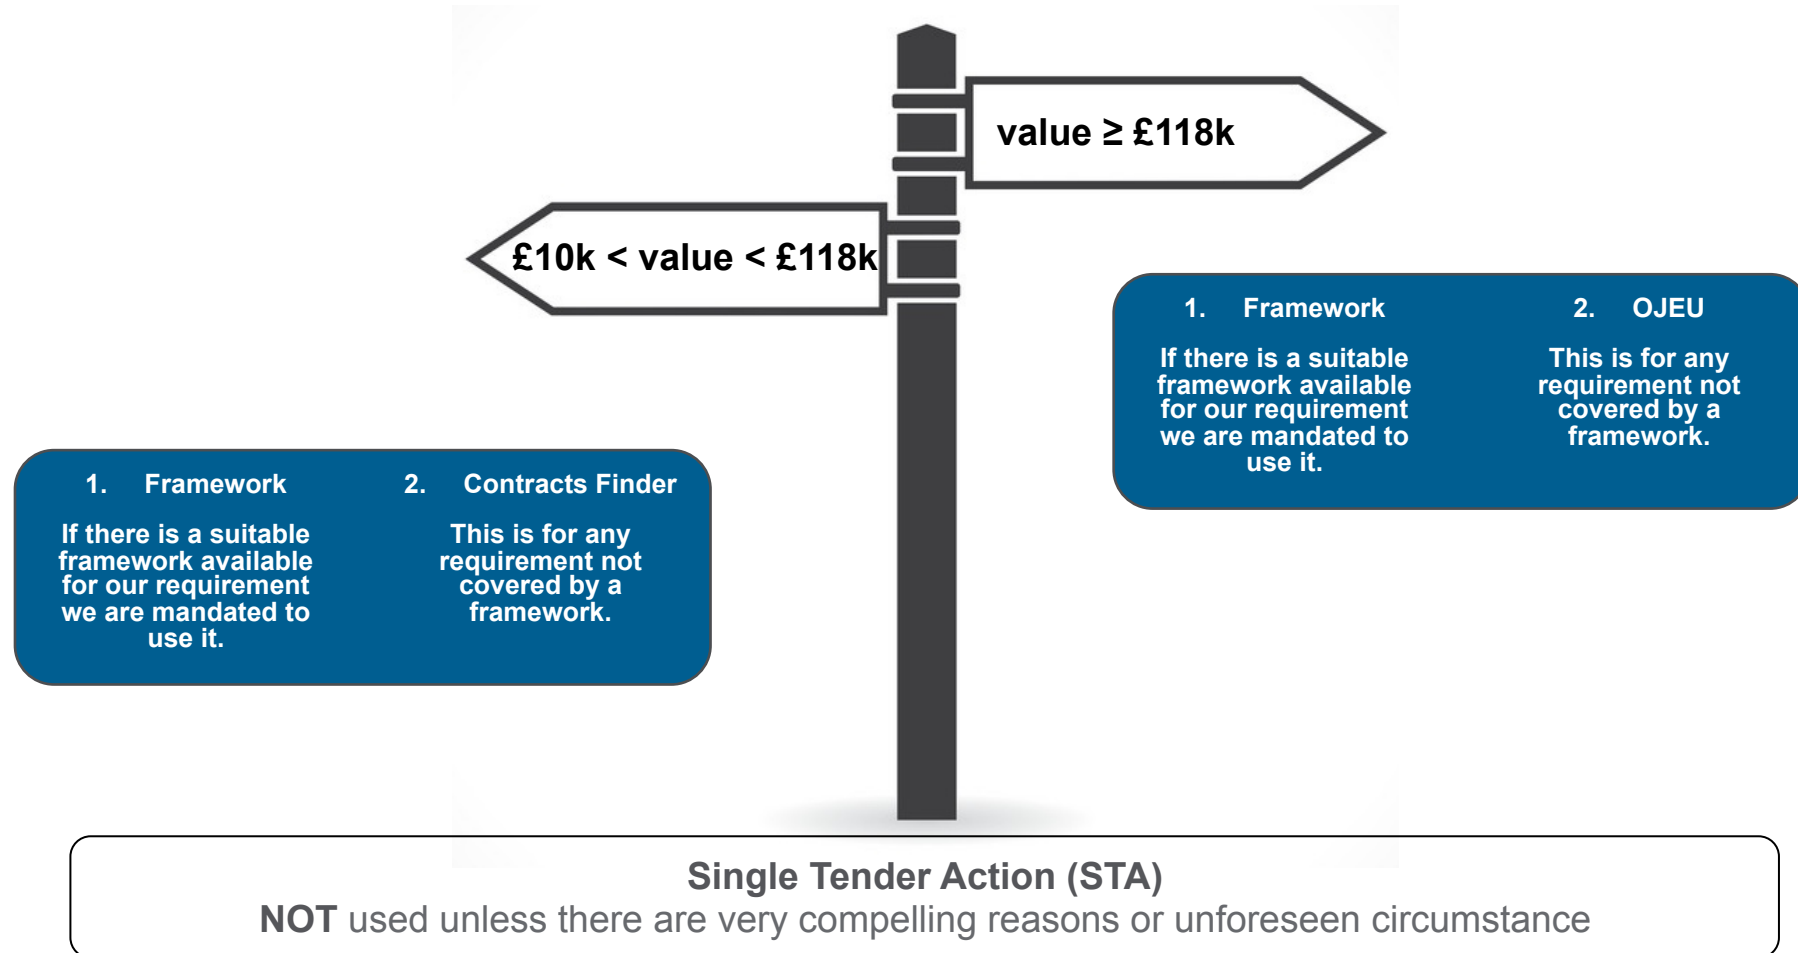 value ≥ £118k
£10k < value < £118k
1. Framework
If there is a suitable
framework available
for our requirement
we are mandated to
use it.
2. OJEU
This is for any
requirement not
covered by a
framework.
1. Framework
If there is a suitable
framework available
for our requirement
we are mandated to
use it.
2. Contracts Finder
This is for any
requirement not
covered by a
framework.
Single Tender Action (STA)
NOT used unless there are very compelling reasons or unforeseen circumstance